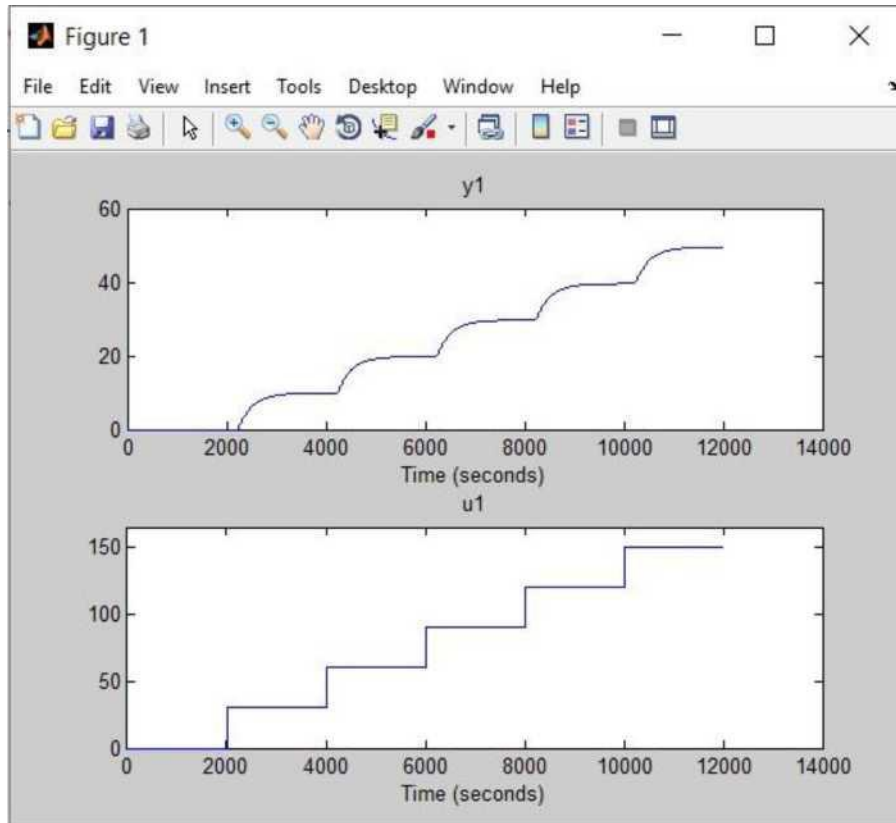 Figure 1
File Edit View Insert Tools Desktop Window Help
y1
60
40
20
0
0 2000 4000 6000 8000 10000 12000 14000
Time (seconds)
u1
150
100
50
0
0 2000 4000 6000 8000 10000 12000 14000
Time (seconds)